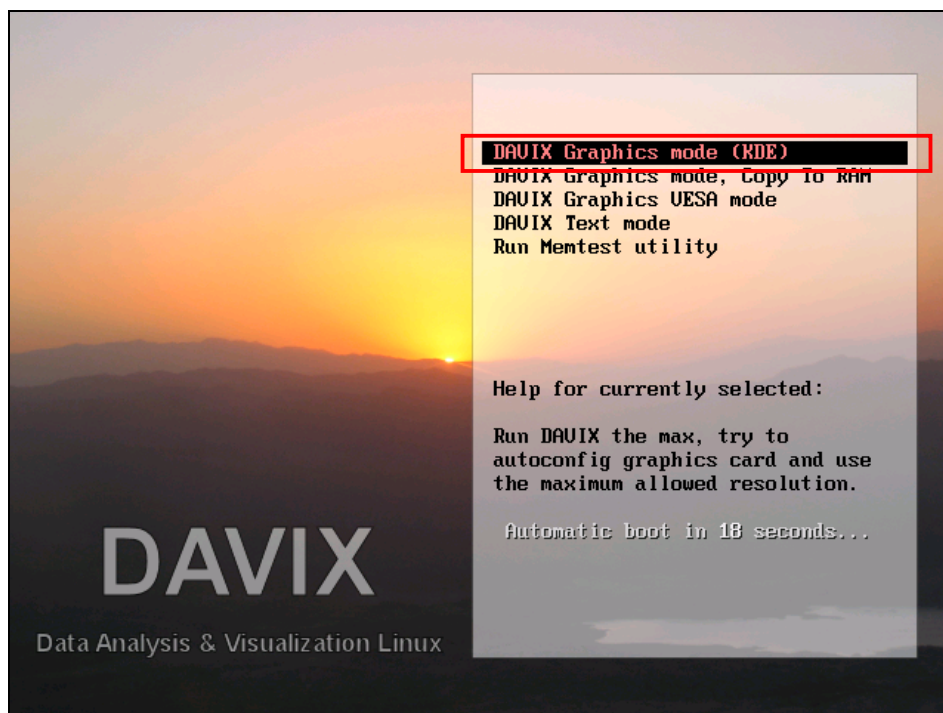 DAVIX Graphics mode (KDE)
DAVIX Graphics mode, Copy To RAM
DAVIX Graphics VESA mode
DAVIX Text mode
Run Memtest utility
Help for currently selected:
Run DAVIX the max, try to
autoconfig graphics card and use
the maximum allowed resolution.
Automatic boot in 18 seconds...
DAVIX
Data Analysis & Visualization Linux